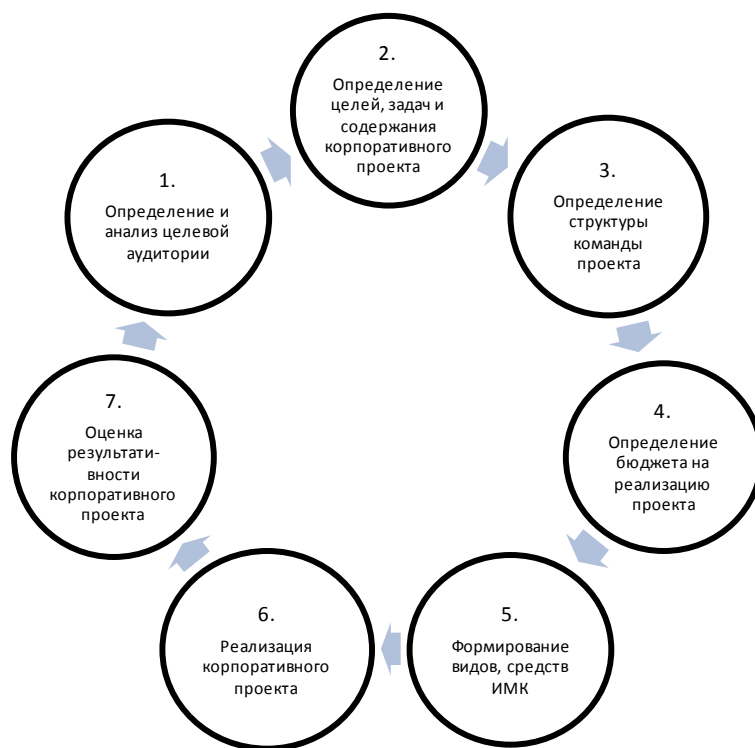 1.
Определение и
анализ целевой
аудитории
2.
Определение
целей, задач и
содержания
корпоративного
проекта
3.
Определение
структуры
команды
проекта
4.
Определение
бюджета на
реализацию
проекта
5.
Формирование
видов, средств
ИМК
6.
Реализация
корпоративного
проекта
7.
Оценка
результати-
вности
корпоративного
проекта